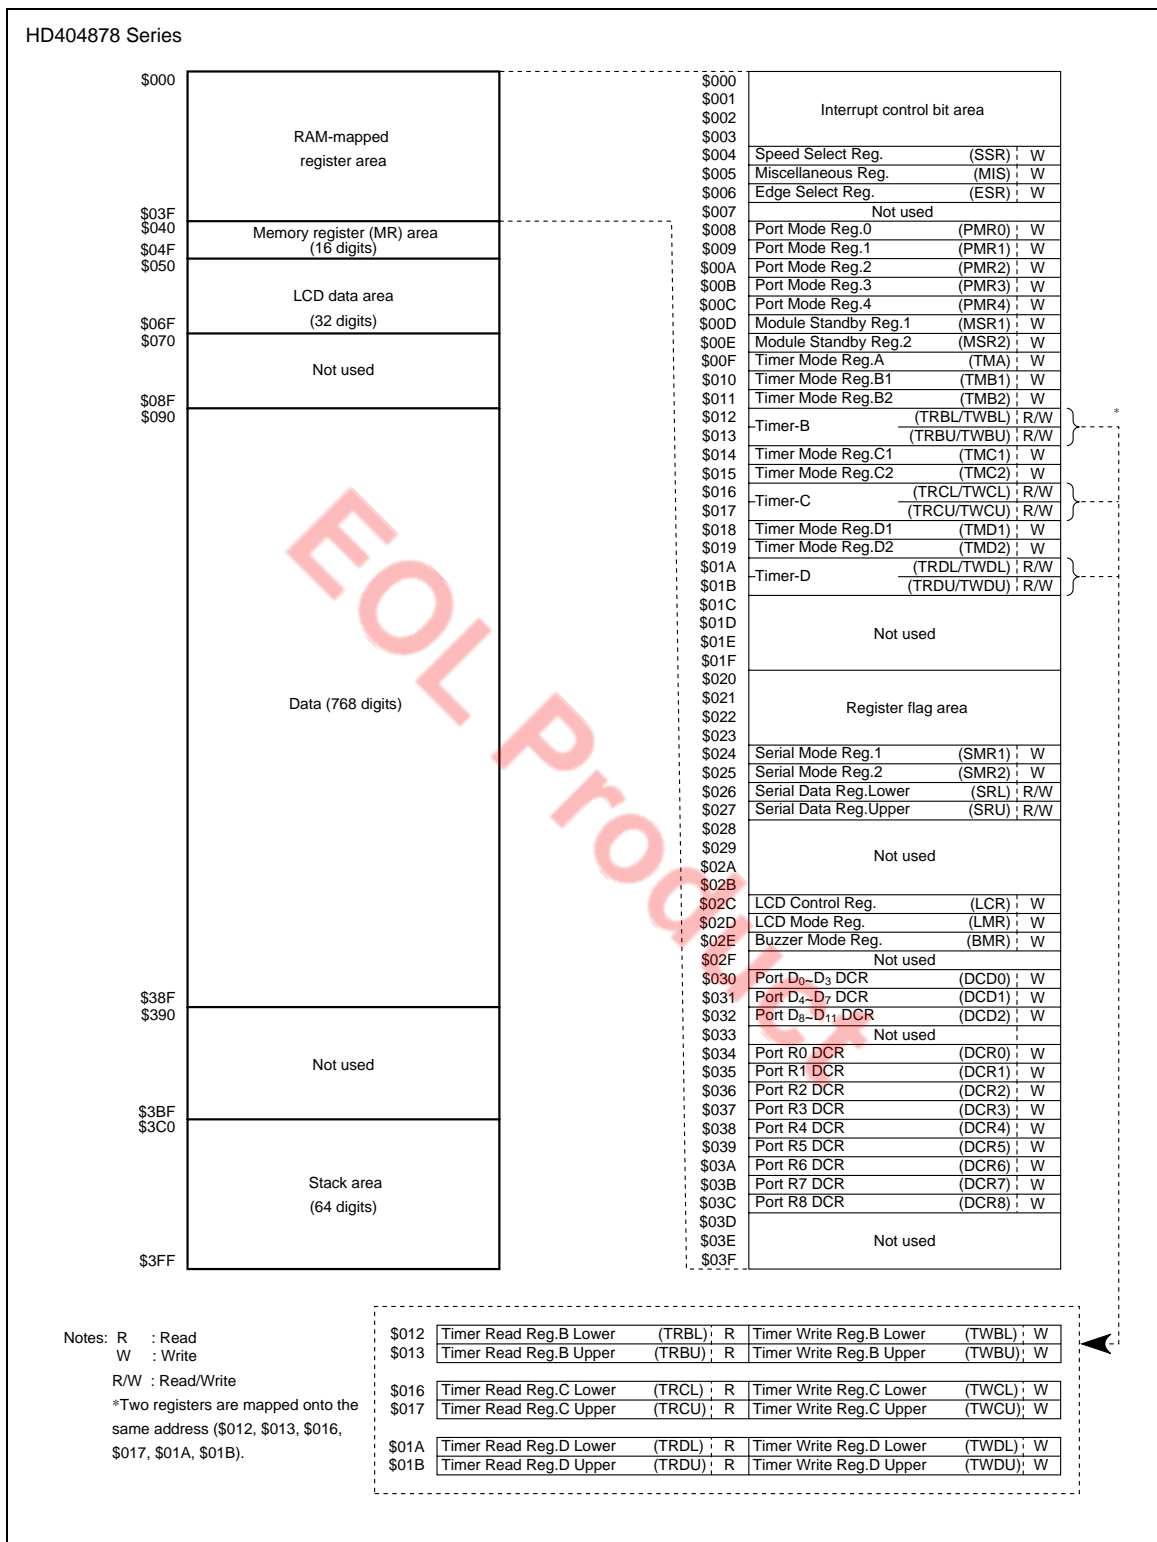 HD404878 Series
$000
RAM-mapped
register area
$03F
$040
Memory register (MR) area
(16 digits)
$04F
$050
LCD data area
(32 digits)
$06F
$070
Not used
$08F
$090
Data (768 digits)
$38F
$390
Not used
$3BF
$3C0
Stack area
(64 digits)
$3FF
$000
$001
Interrupt control bit area
$002
$003
$004 Speed Select Reg. (SSR) W
$005 Miscellaneous Reg. (MIS) W
$006 Edge Select Reg. (ESR) W
$007 Not used
$008 Port Mode Reg.0 (PMR0) W
$009 Port Mode Reg.1 (PMR1) W
$00A Port Mode Reg.2 (PMR2) W
$00B Port Mode Reg.3 (PMR3) W
$00C Port Mode Reg.4 (PMR4) W
$00D Module Standby Reg.1 (MSR1) W
$00E Module Standby Reg.2 (MSR2) W
$00F Timer Mode Reg.A (TMA) W
$010 Timer Mode Reg.B1 (TMB1) W
$011 Timer Mode Reg.B2 (TMB2) W
*
$012 (TRBL/TWBL) R/W
Timer-B
$013 (TRBU/TWBU) R/W
$014 Timer Mode Reg.C1 (TMC1) W
$015 Timer Mode Reg.C2 (TMC2) W
$016 (TRCL/TWCL) R/W
Timer-C
$017 (TRCU/TWCU) R/W
$018 Timer Mode Reg.D1 (TMD1) W
$019 Timer Mode Reg.D2 (TMD2) W
$01A (TRDL/TWDL) R/W
Timer-D
$01B (TRDU/TWDU) R/W
$01C
$01D
Not used
$01E
$01F
$020
$021
Register flag area
$022
$023
$024 Serial Mode Reg.1 (SMR1) W
$025 Serial Mode Reg.2 (SMR2) W
$026 Serial Data Reg.Lower (SRL) R/W
$027 Serial Data Reg.Upper (SRU) R/W
$028
$029
Not used
$02A
$02B
$02C LCD Control Reg. (LCR) W
$02D LCD Mode Reg. (LMR) W
$02E Buzzer Mode Reg. (BMR) W
$02F Not used
$030 Port D0~D3 DCR (DCD0) W
$031 Port D4~D7 DCR (DCD1) W
$032 Port D8~D11 DCR (DCD2) W
$033 Not used
$034 Port R0 DCR (DCR0) W
$035 Port R1 DCR (DCR1) W
$036 Port R2 DCR (DCR2) W
$037 Port R3 DCR (DCR3) W
$038 Port R4 DCR (DCR4) W
$039 Port R5 DCR (DCR5) W
$03A Port R6 DCR (DCR6) W
$03B Port R7 DCR (DCR7) W
$03C Port R8 DCR (DCR8) W
$03D
$03E Not used
$03F
EOL Product
Notes: R : Read
W : Write
R/W : Read/Write
*Two registers are mapped onto the
same address ($012, $013, $016,
$017, $01A, $01B).
$012 Timer Read Reg.B Lower (TRBL) R Timer Write Reg.B Lower (TWBL) W
$013 Timer Read Reg.B Upper (TRBU) R Timer Write Reg.B Upper (TWBU) W
$016 Timer Read Reg.C Lower (TRCL) R Timer Write Reg.C Lower (TWCL) W
$017 Timer Read Reg.C Upper (TRCU) R Timer Write Reg.C Upper (TWCU) W
$01A Timer Read Reg.D Lower (TRDL) R Timer Write Reg.D Lower (TWDL) W
$01B Timer Read Reg.D Upper (TRDU) R Timer Write Reg.D Upper (TWDU) W